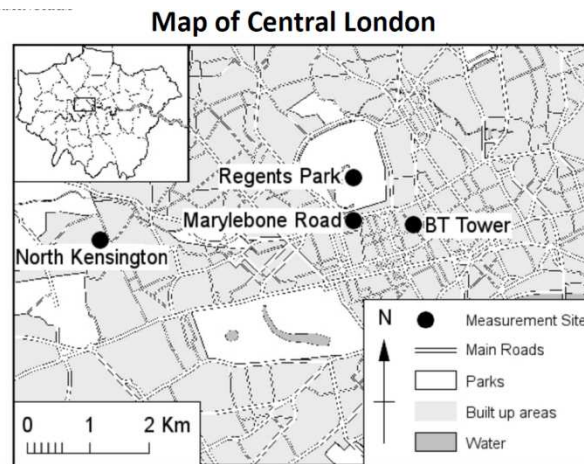 Map of Central London
Regents Park
Marylebone Road
BT Tower
North Kensington
N
Measurement Site
Main Roads
Parks
Built up areas
Water
0 1 2 Km